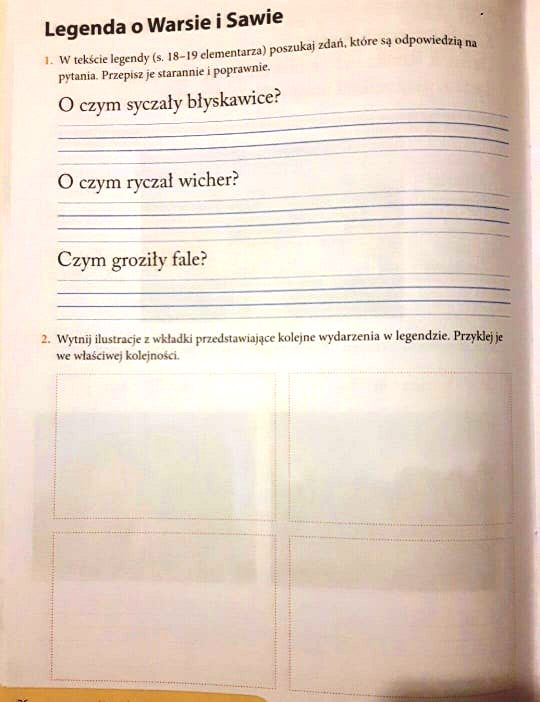 Legenda o Warsie i Sawie
1. W tekście legendy (s. 18–19 elementarza) poszukaj zdań, które są odpowiedzią na
pytania. Przepisz je starannie i poprawnie.
O czym syczały błyskawice?
O czym ryczał wicher?
Czym groziły fale?
2. Wytnij ilustracje z wkładki przedstawiające kolejne wydarzenia w legendzie. Przyklej je
we właściwej kolejności.